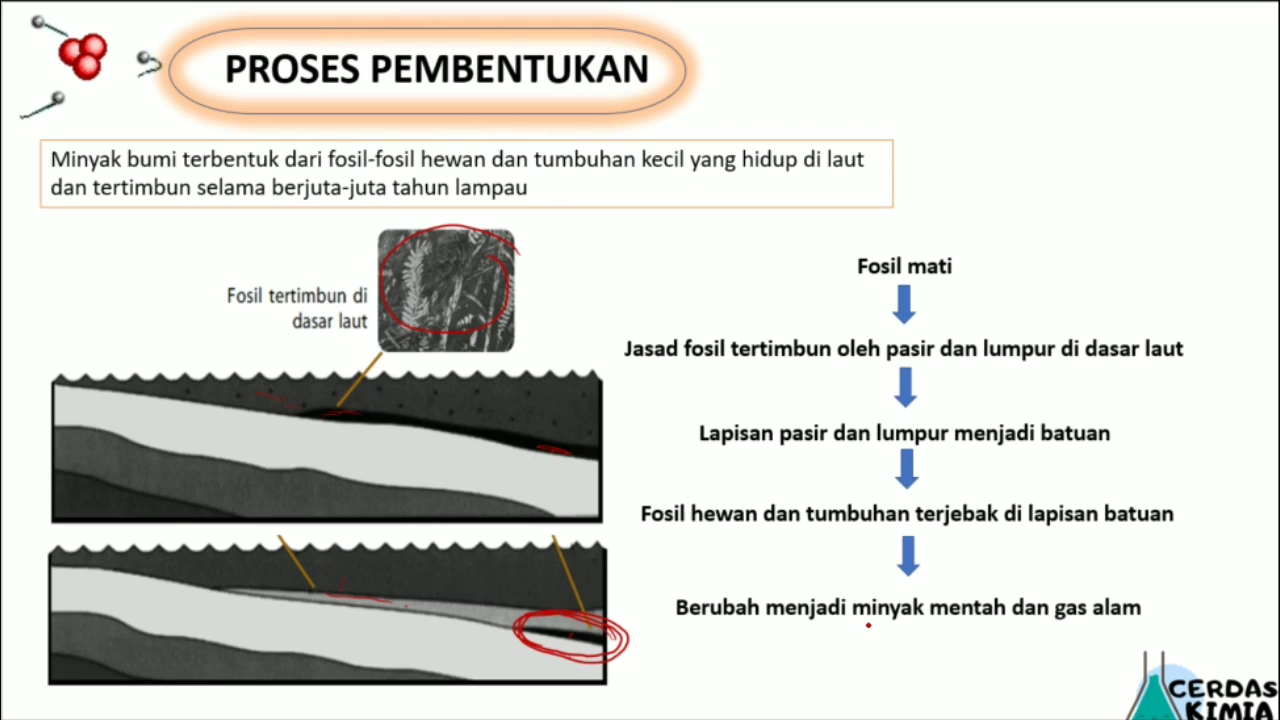 PROSES PEMBENTUKAN
Minyak bumi terbentuk dari fosil-fosil hewan dan tumbuhan kecil yang hidup di laut
dan tertimbun selama berjuta-juta tahun lampau
Fosil tertimbun di
dasar laut
Fosil mati
Jasad fosil tertimbun oleh pasir dan lumpur di dasar laut
Lapisan pasir dan lumpur menjadi batuan
Fosil hewan dan tumbuhan terjebak di lapisan batuan
Berubah menjadi minyak mentah dan gas alam
CERDAS
KIMIA